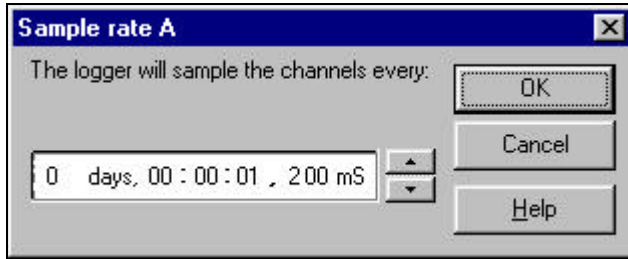 Sample rate A
The logger will sample the channels every:
OK
Cancel
0 days, 00:00:01 , 200 mS
Help